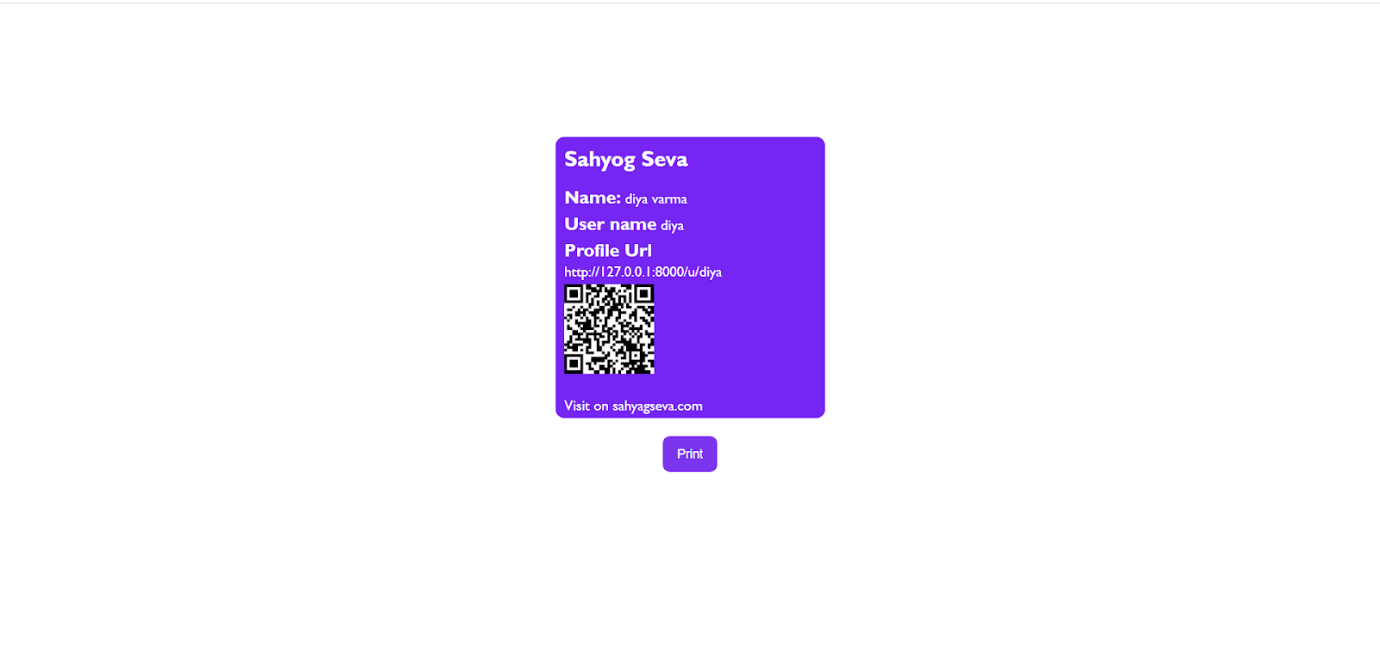 Sahyog Seva
Name: diya varma
User name diya
Profile Url
http://127.0.0.1:8000/u/diya
Visit on sahyagseva.com
Print